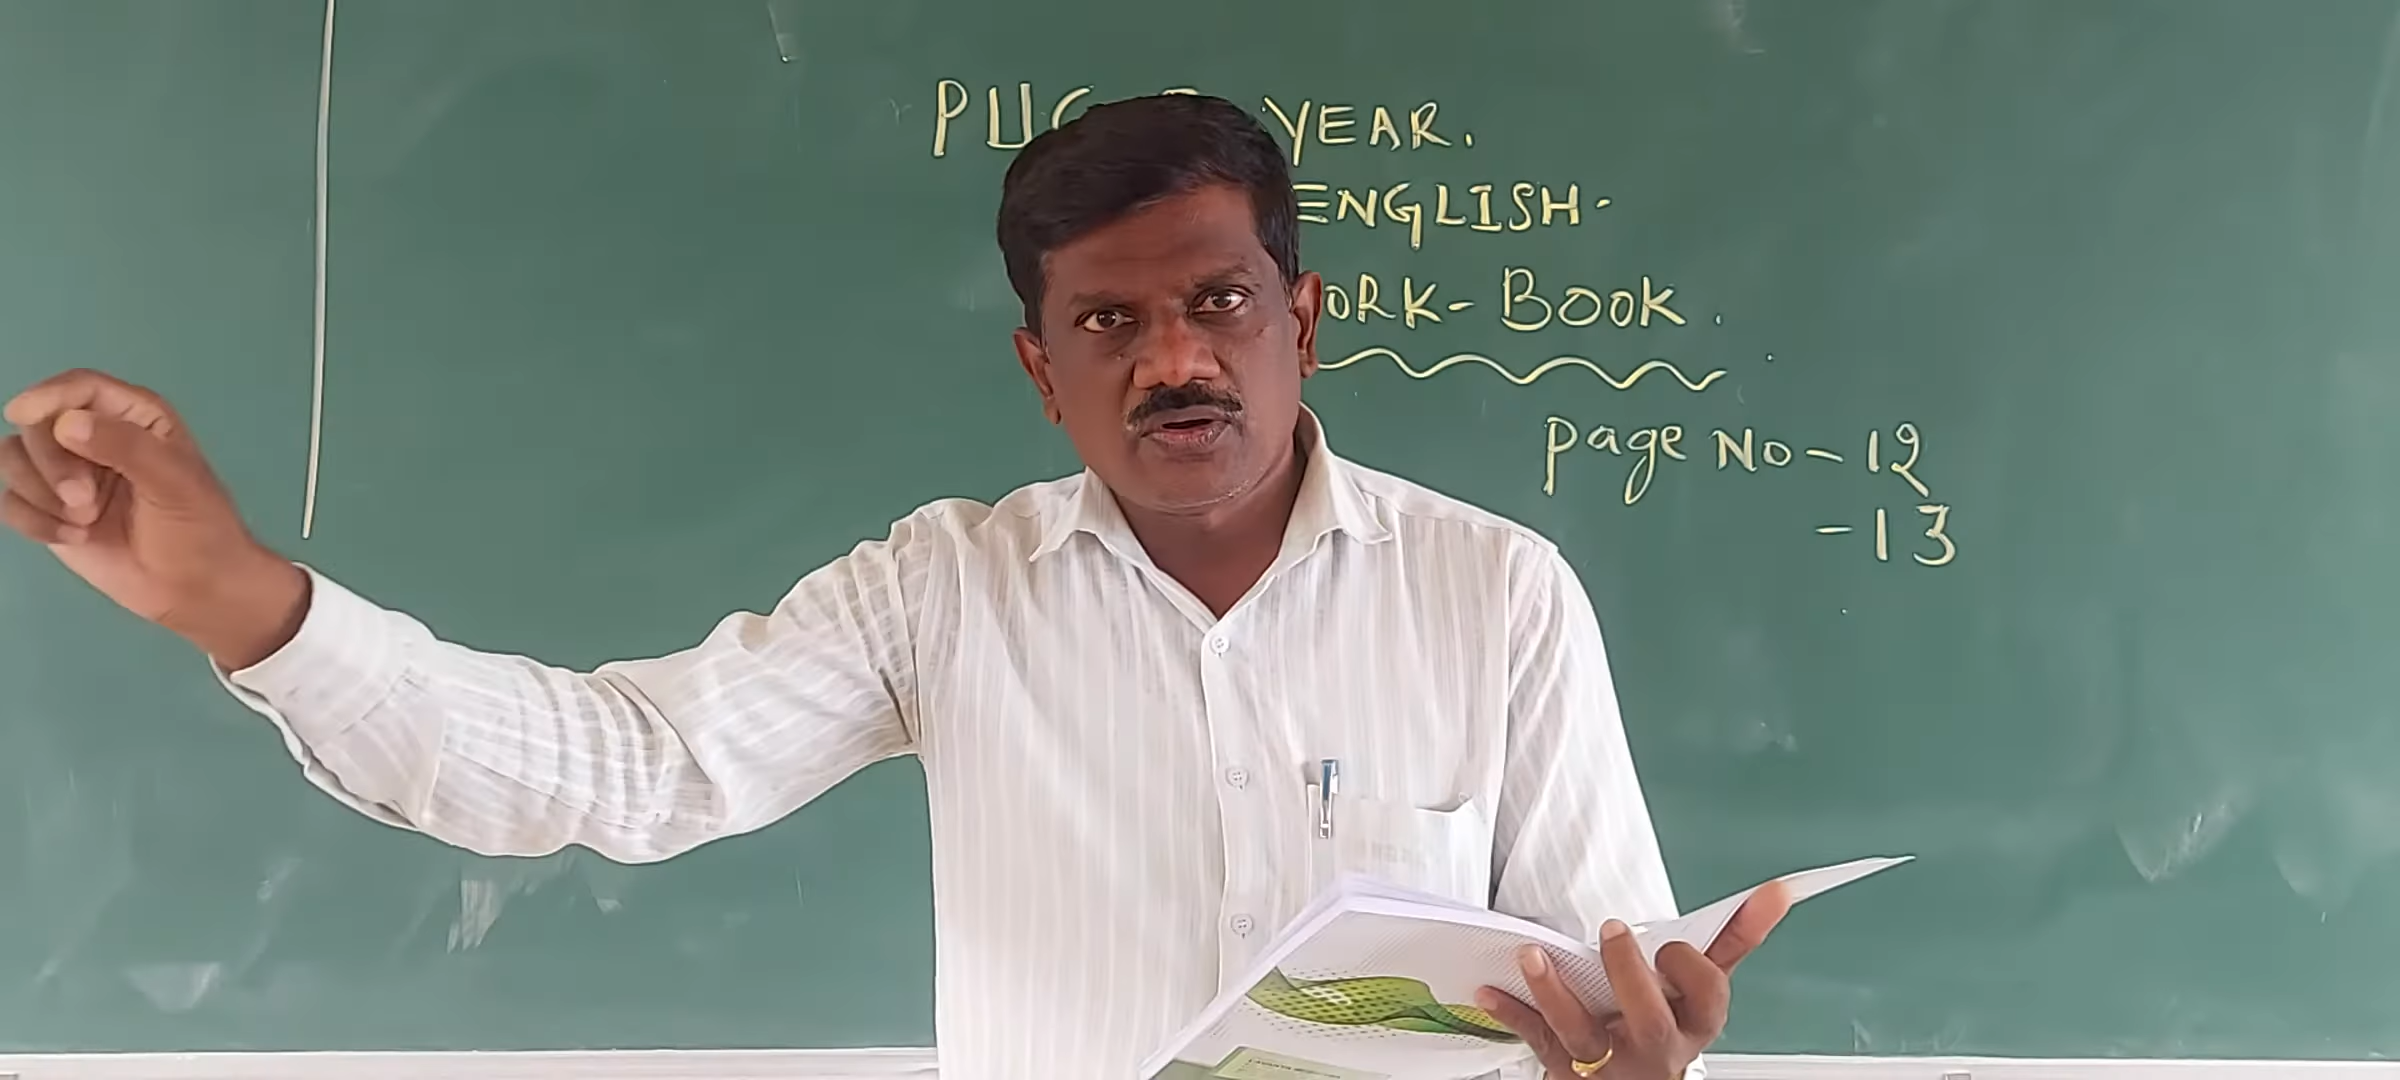 PUC YEAR.
ENGLISH-
ORK-BOOK.
Page No-12
-13